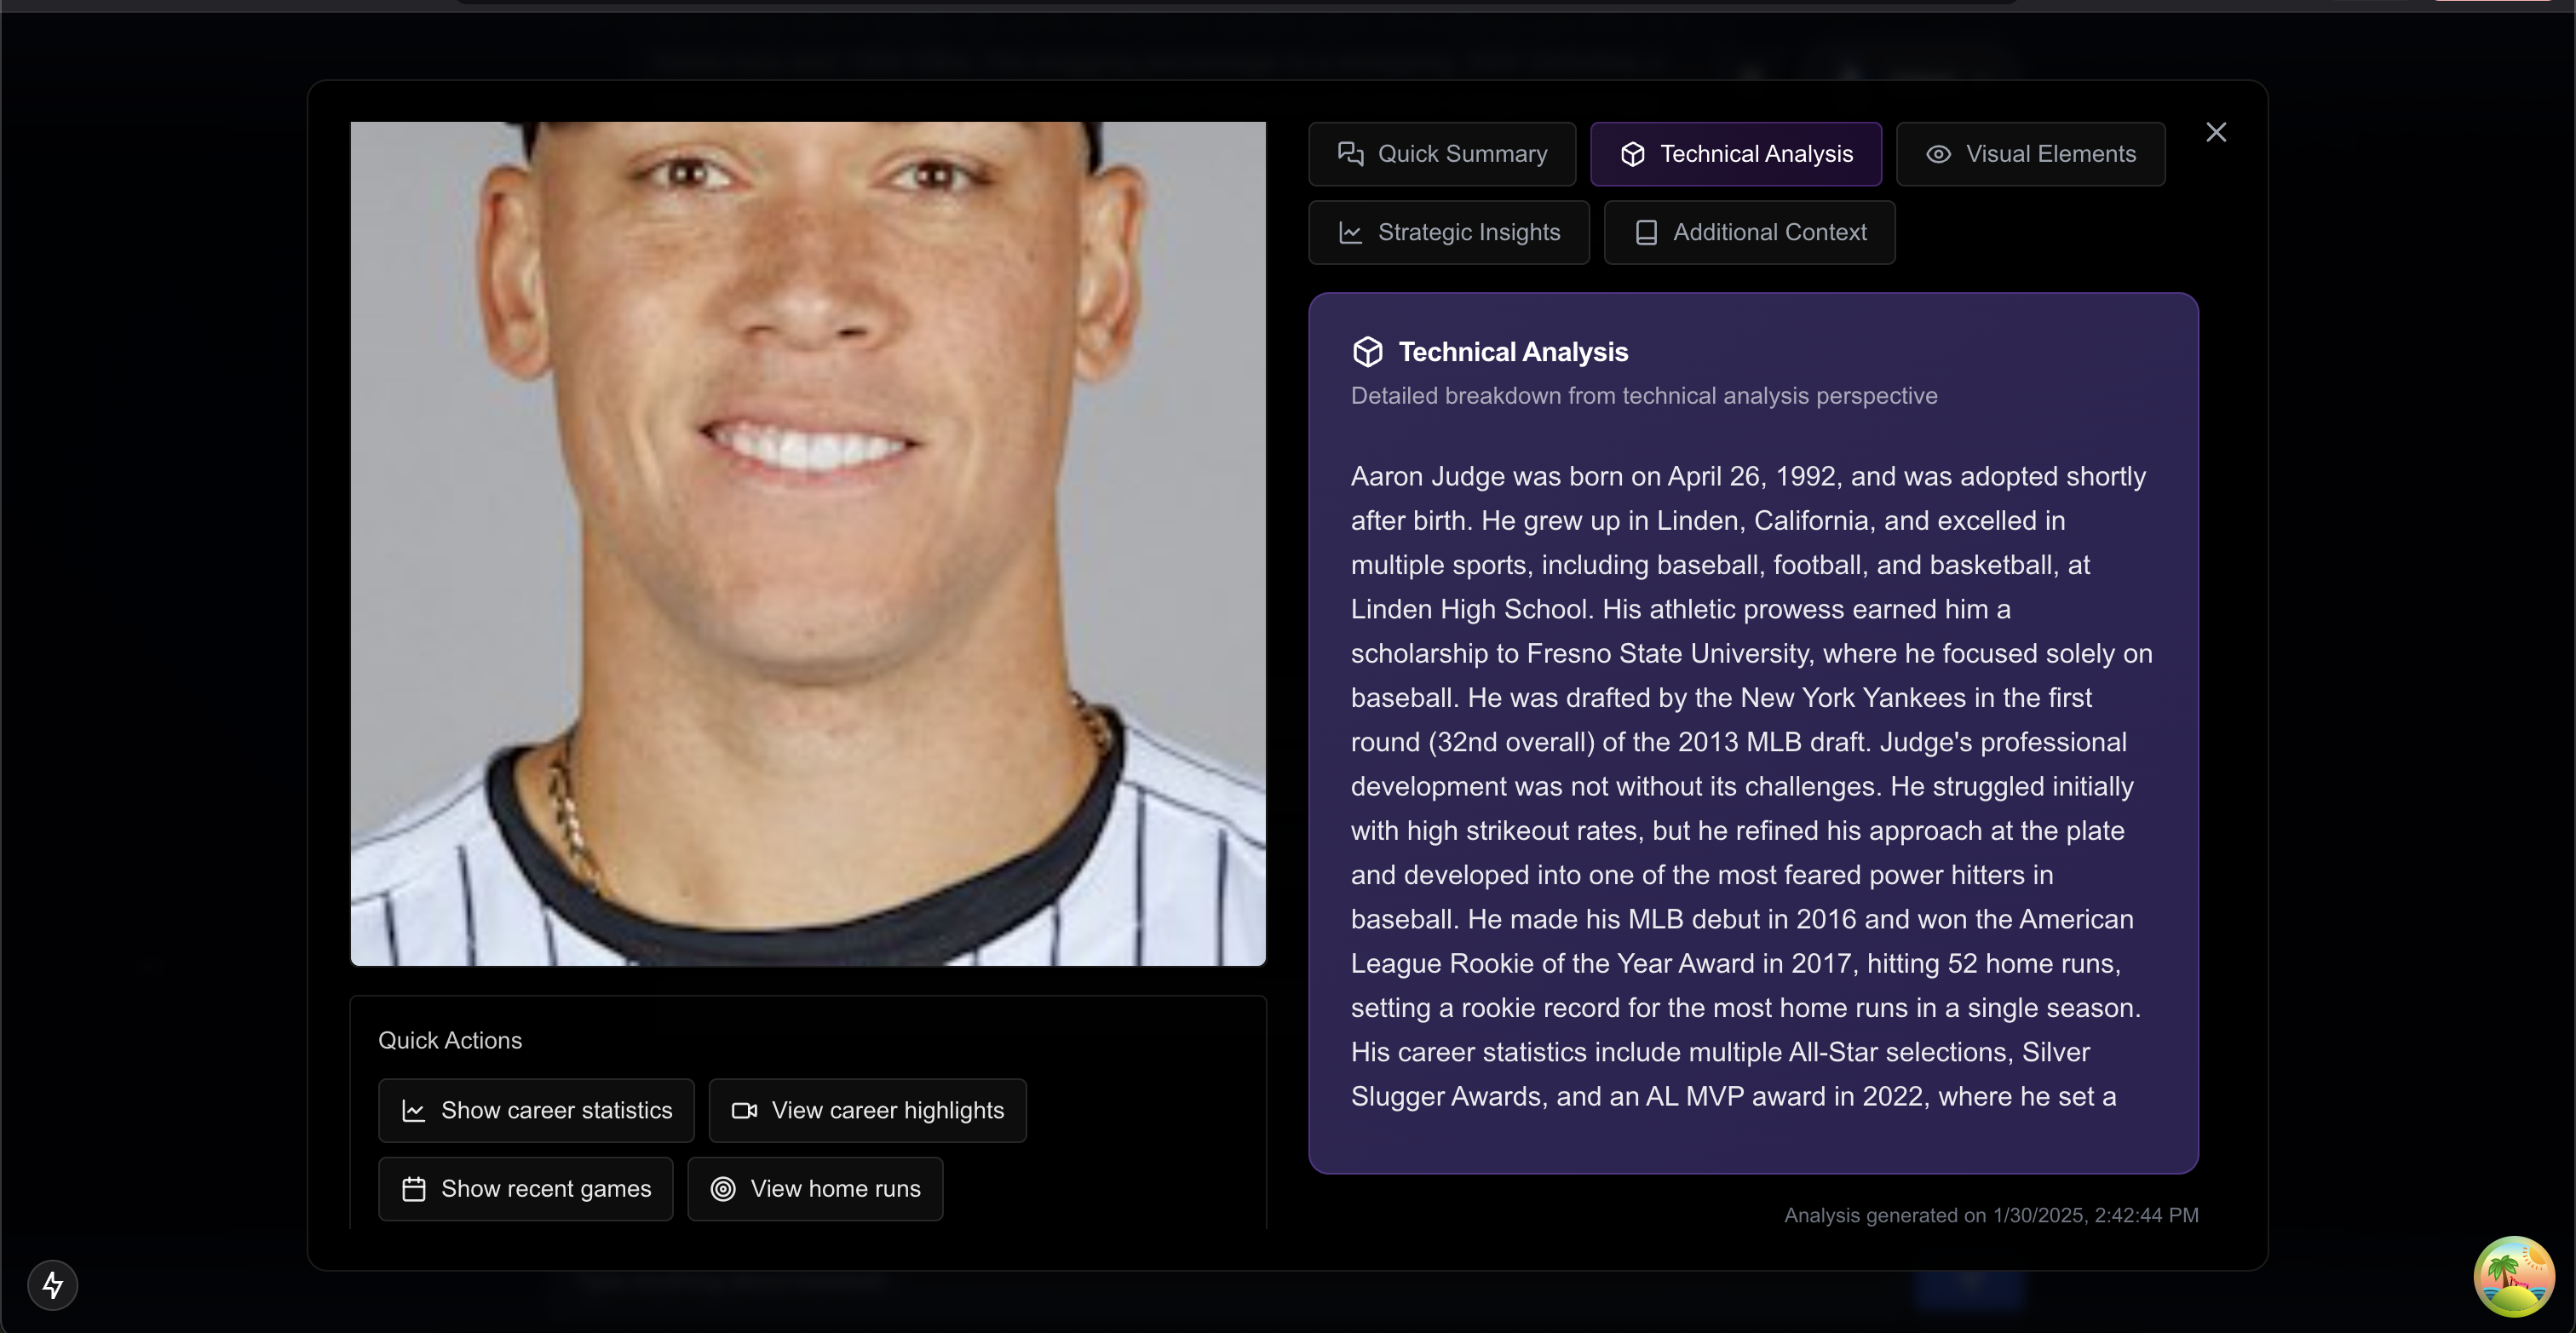 Quick Summary
Technical Analysis
Visual Elements
Strategic Insights
Additional Context
Technical Analysis
Detailed breakdown from technical analysis perspective
Aaron Judge was born on April 26, 1992, and was adopted shortly
after birth. He grew up in Linden, California, and excelled in
multiple sports, including baseball, football, and basketball, at
Linden High School. His athletic prowess earned him a
scholarship to Fresno State University, where he focused solely on
baseball. He was drafted by the New York Yankees in the first
round (32nd overall) of the 2013 MLB draft. Judge's professional
development was not without its challenges. He struggled initially
with high strikeout rates, but he refined his approach at the plate
and developed into one of the most feared power hitters in
baseball. He made his MLB debut in 2016 and won the American
League Rookie of the Year Award in 2017, hitting 52 home runs,
setting a rookie record for the most home runs in a single season.
His career statistics include multiple All-Star selections, Silver
Slugger Awards, and an AL MVP award in 2022, where he set a
Analysis generated on 1/30/2025, 2:42:44 PM
Quick Actions
Show career statistics
View career highlights
Show recent games
View home runs